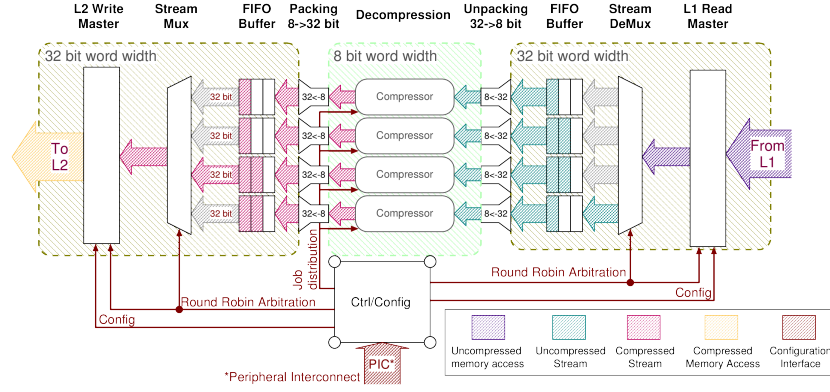 L2 Write
Master
Stream
Mux
FIFO
Buffer
Packing
8->32 bit
Decompression
Unpacking
32->8 bit
FIFO
Buffer
Stream
DeMux
L1 Read
Master
32 bit word width
8 bit word width
32 bit word width
32 bit
32<-8
Compressor
8<-32
32 bit
32<-8
Compressor
8<-32
To
L2
From
L1
32 bit
32<-8
Compressor
8<-32
32 bit
32<-8
Compressor
8<-32
Job
distribution
Round Robin Arbitration
Config
Ctrl/Config
Round Robin Arbitration
Config
PIC*
*Peripheral Interconnect
Uncompressed
memory access
Uncompressed
Stream
Compressed
Stream
Compressed
Memory Access
Configuration
Interface